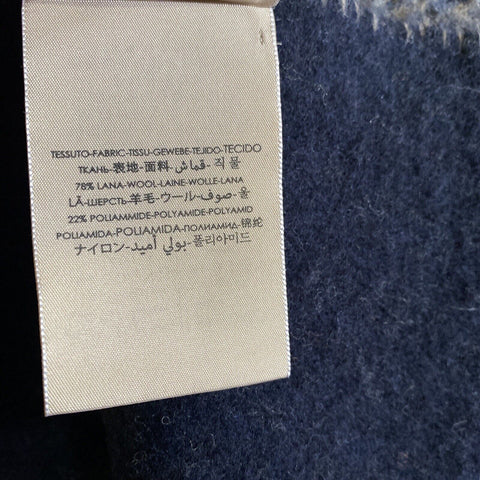 TESSUTO-FABRIC-TISSU-GEWEBE-TEJIDO-TECIDO
ТКАНЬ-表地-面料-قماش-직물
78% LANA-WOOL-LAINE-WOLLE-LANA
LÃ-ШЕРСТЬ-羊毛-ウール-صوف-울
22% POLIAMMIDE-POLYAMIDE-POLYAMID
POLIAMIDA-POLIAMIDA-ПОЛИАМИД-锦纶
ナイロン-بولي أميد-폴리아미드